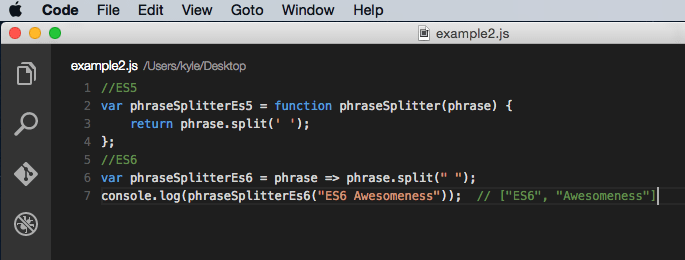 Code File Edit View Goto Window Help
example2.js
example2.js /Users/kyle/Desktop
1 //ES5
2 var phraseSplitterEs5 = function phraseSplitter(phrase) {
3     return phrase.split(' ');
4 };
5 //ES6
6 var phraseSplitterEs6 = phrase => phrase.split(" ");
7 console.log(phraseSplitterEs6("ES6 Awesomeness"));  // ["ES6", "Awesomeness"]